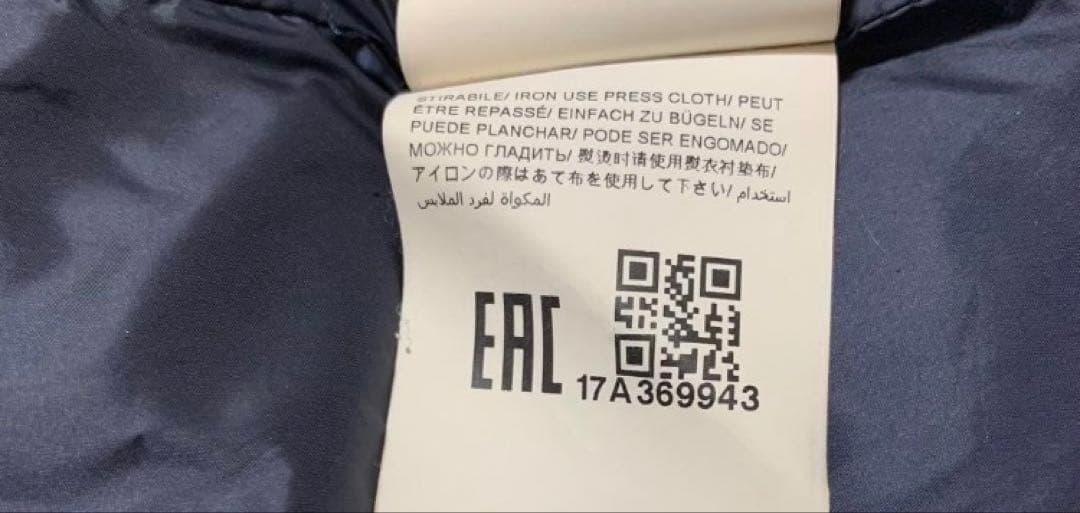 STIRABILE/ IRON USE PRESS CLOTH/ PEUT
ÊTRE REPASSÉ/ EINFACH ZU BÜGELN/ SE
PUEDE PLANCHAR/ PODE SER ENGOMADO/
МОЖНО ГЛАДИТЬ/ 熨烫时请使用熨衣衬垫布/
アイロンの際はあて布を使用して下さい/ استخدام
المكواة لفرد الملابس
EAC
17A369943